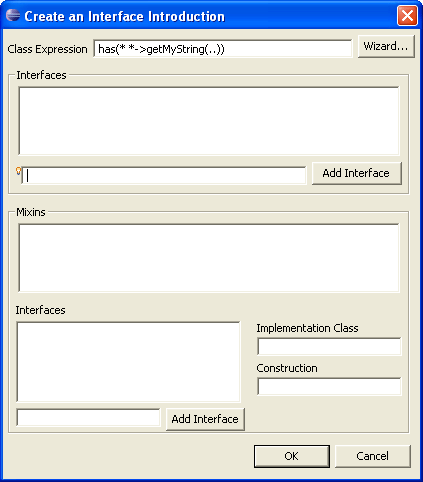 Create an Interface Introduction
Class Expression has(* *->getMyString(..)) Wizard...
Interfaces
Add Interface
Mixins
Interfaces
Implementation Class
Construction
Add Interface
OK Cancel